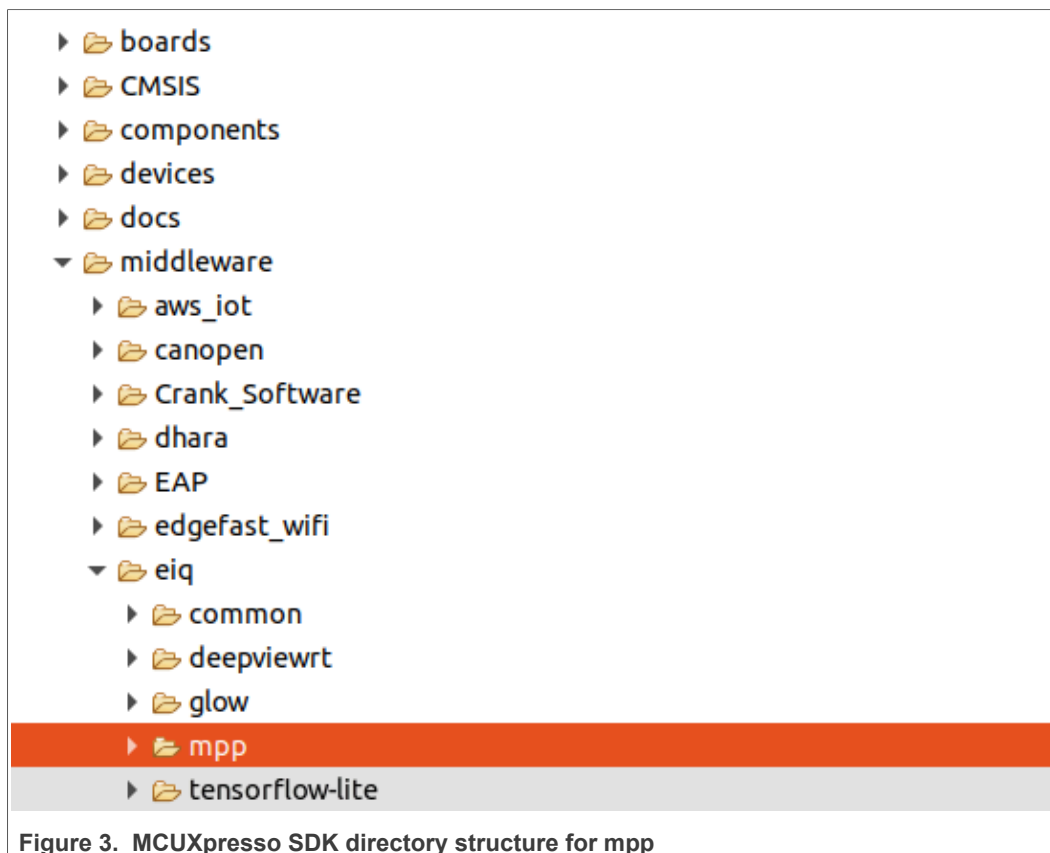 boards
CMSIS
components
devices
docs
middleware
aws_iot
canopen
Crank_Software
dhara
EAP
edgefast_wifi
eiq
common
deepviewrt
glow
mpp
tensorflow-lite
Figure 3. MCUXpresso SDK directory structure for mpp